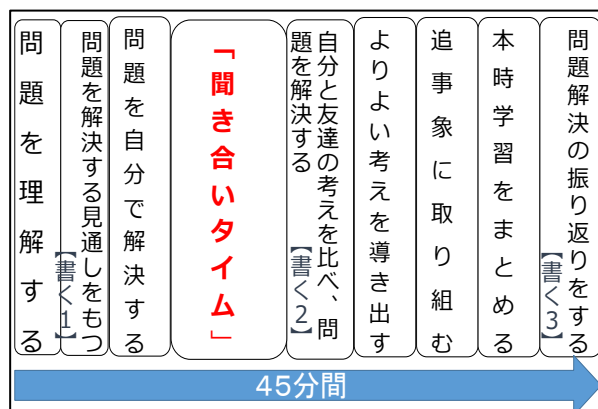 問題を理解する
問題を解決する見通しをもつ
【書く1】
問題を自分で解決する
「聞き合いタイム」
自分と友達の考えを比べ、問
題を解決する
【書く2】
よりよい考えを導き出す
追事象に取り組む
本時学習をまとめる
問題解決の振り返りをする
【書く3】
45分間